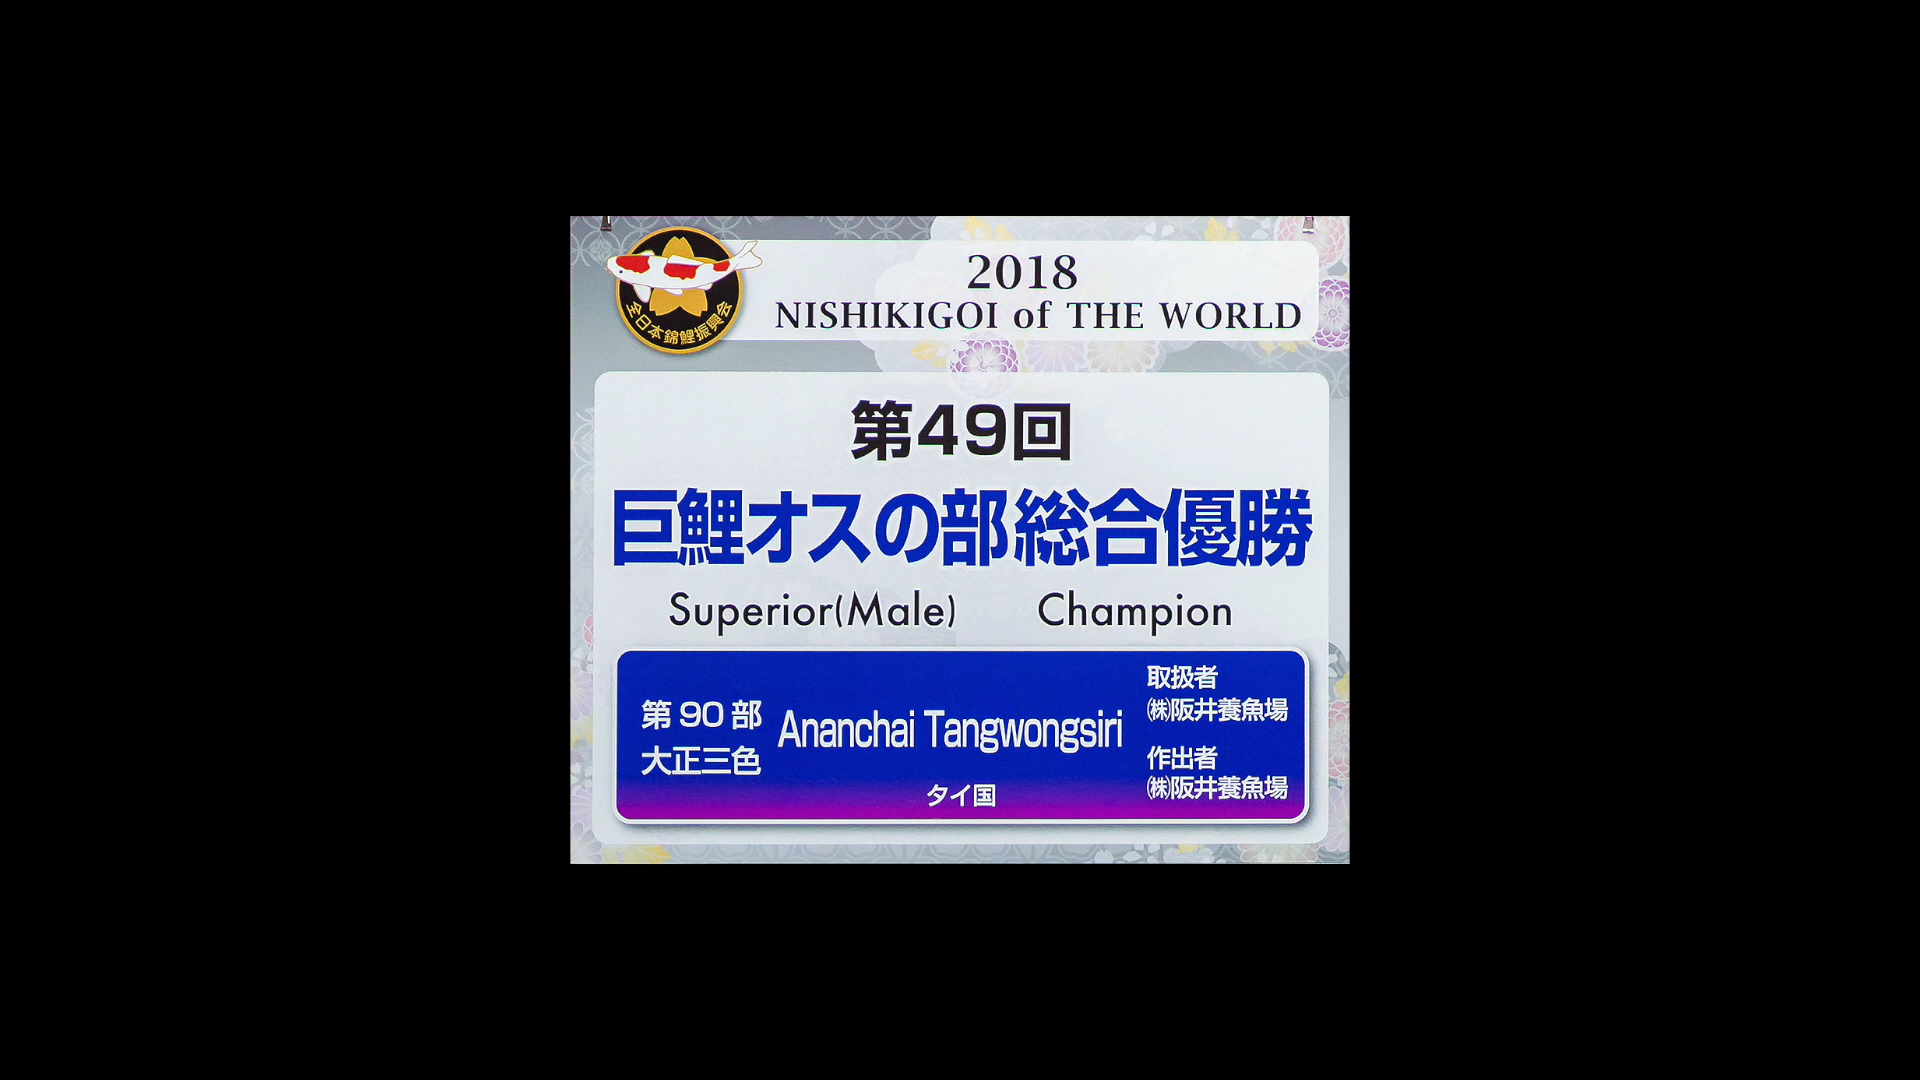 全日本錦鯉振興会
2018
NISHIKIGOI of THE WORLD
第49回
巨鯉オスの部総合優勝
Superior(Male) Champion
第90部
大正三色
Ananchai Tangwongsiri
タイ国
取扱者
㈱阪井養魚場
作出者
㈱阪井養魚場